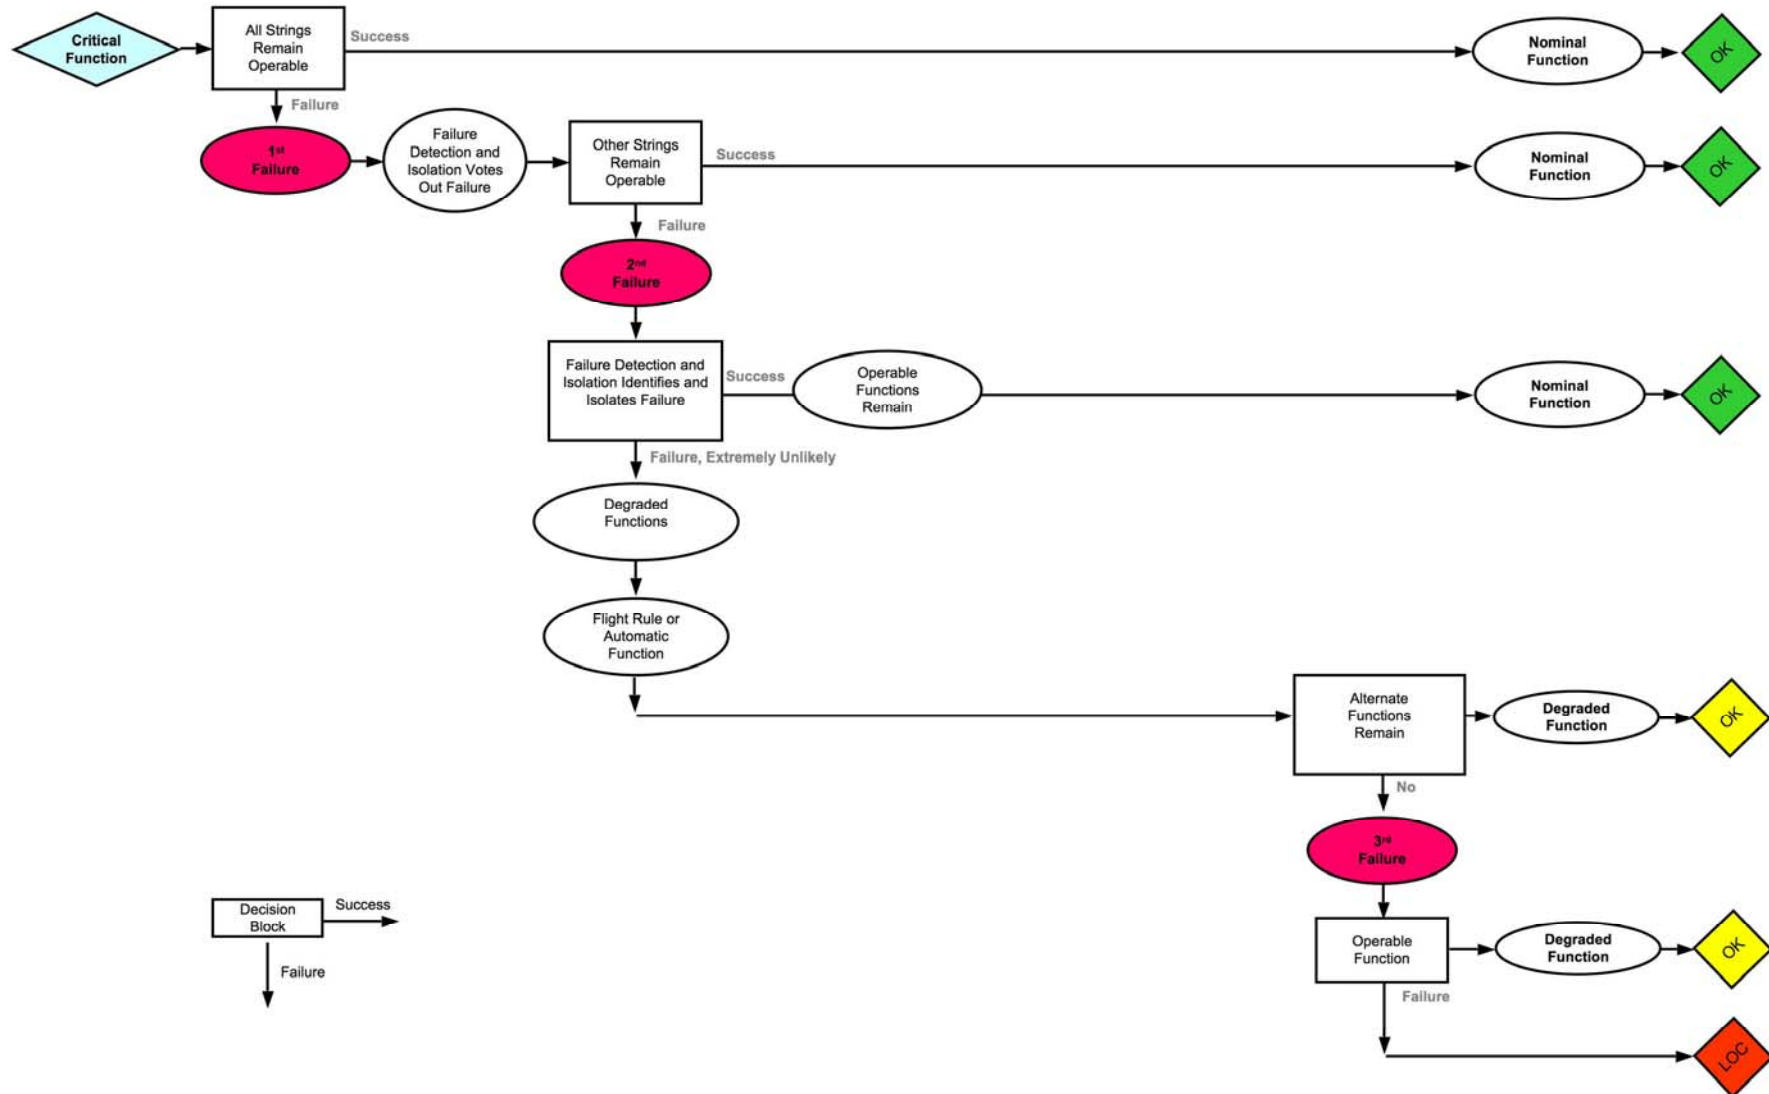 Critical
Function
All Strings
Remain
Operable
Success
Nominal
Function
OK
Failure
1st
Failure
Failure
Detection and
Isolation Votes
Out Failure
Other Strings
Remain
Operable
Success
Nominal
Function
OK
Failure
2nd
Failure
Failure Detection and
Isolation Identifies and
Isolates Failure
Success
Operable
Functions
Remain
Nominal
Function
OK
Failure, Extremely Unlikely
Degraded
Functions
Flight Rule or
Automatic
Function
Alternate
Functions
Remain
Degraded
Function
OK
No
3rd
Failure
Operable
Function
Degraded
Function
OK
Failure
LOC
Decision
Block
Success
Failure